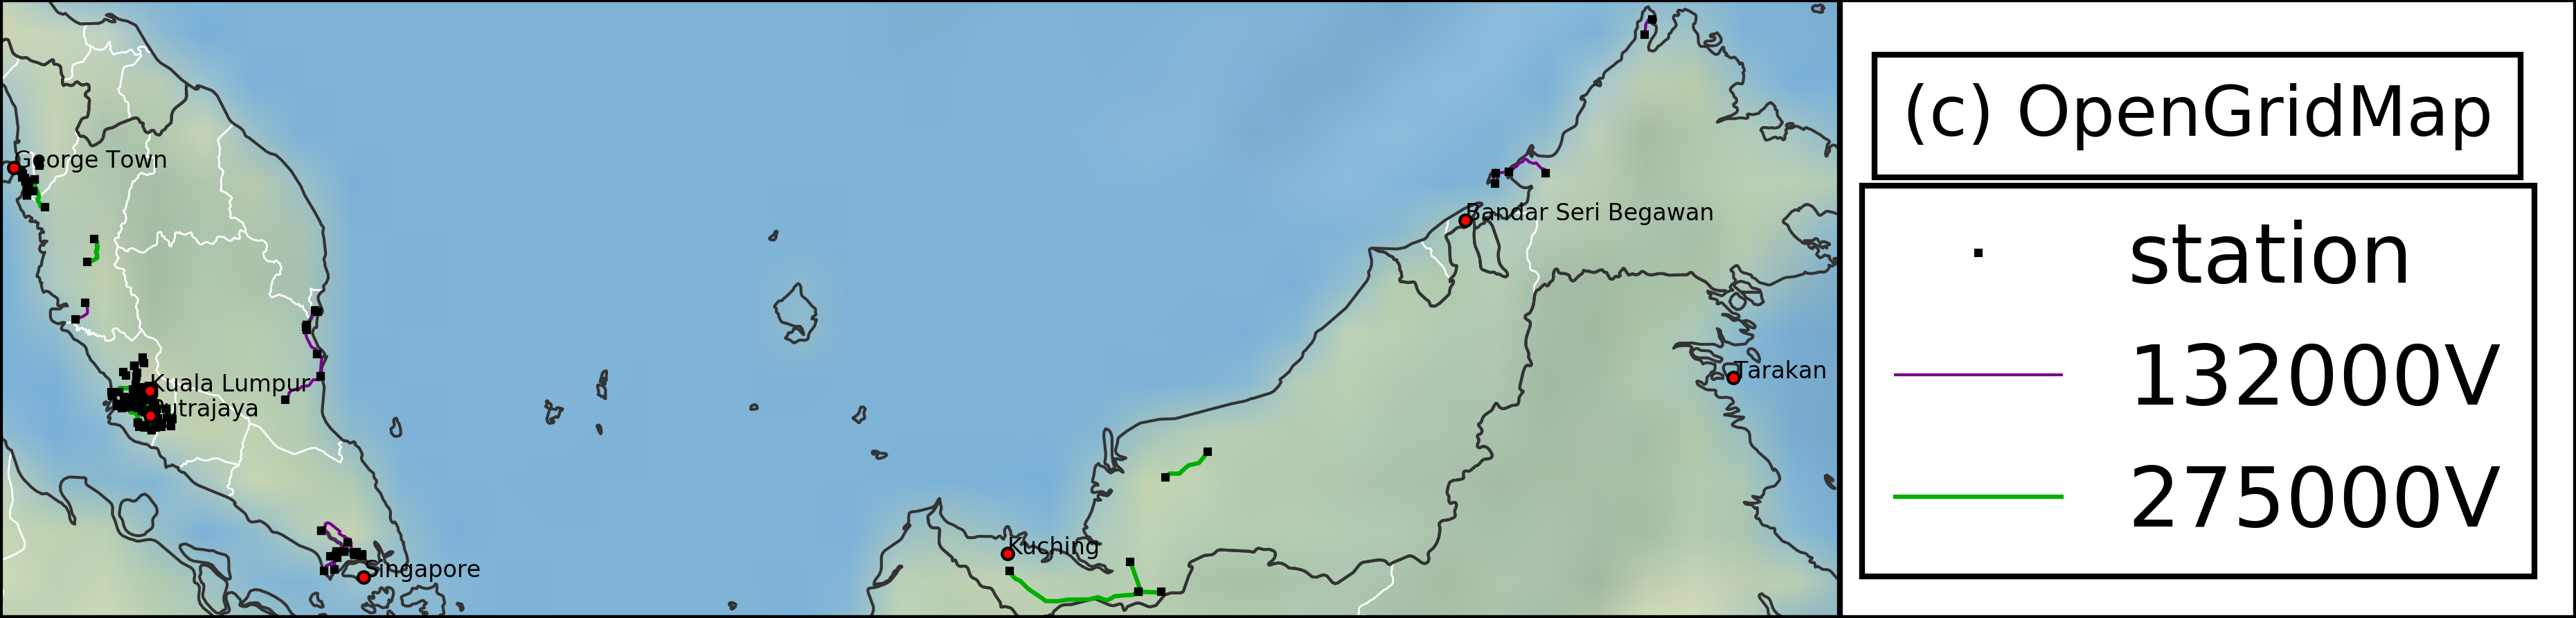 George Town
Bandar Seri Begawan
Tarakan
Kuala Lumpur
Putrajaya
Kuching
Singapore
(c) OpenGridMap
station
132000V
275000V